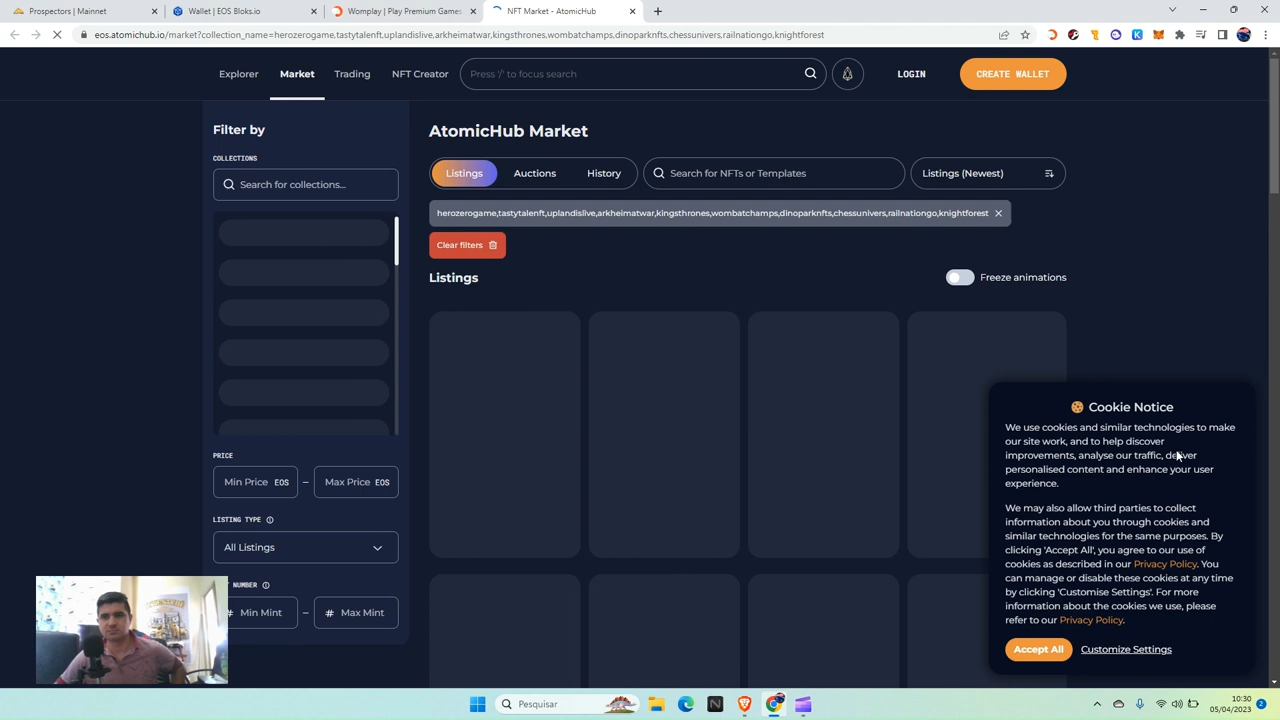 Prospectors | Mainnet
Wallet | EOS Bloks.io
Womplay | Play Premium Games
NFT Market - AtomicHub
eos.atomichub.io/market?collection_name=herozerogame,tastytalenft,uplandislive,arkheimatwar,kingsthrones,wombatchamps,dinoparknfts,chessunivers,railnationgo,knightforest
Explorer
Market
Trading
NFT Creator
Press '/' to focus search
LOGIN
CREATE WALLET
Filter by
COLLECTIONS
Search for collections...
PRICE
Min Price EOS
–
Max Price EOS
LISTING TYPE
All Listings
NUMBER
# Min Mint
–
# Max Mint
AtomicHub Market
Listings
Auctions
History
Search for NFTs or Templates
Listings (Newest)
herozerogame,tastytalenft,uplandislive,arkheimatwar,kingsthrones,wombatchamps,dinoparknfts,chessunivers,railnationgo,knightforest
Clear filters
Listings
Freeze animations
Cookie Notice
We use cookies and similar technologies to make
our site work, and to help discover
improvements, analyse our traffic, deliver
personalised content and enhance your user
experience.
We may also allow third parties to collect
information about you through cookies and
similar technologies for the same purposes. By
clicking 'Accept All', you agree to our use of
cookies as described in our Privacy Policy. You
can manage or disable these cookies at any time
by clicking 'Customise Settings'. For more
information about the cookies we use, please
refer to our Privacy Policy.
Accept All
Customize Settings
Pesquisar
10:30
05/04/2023
2